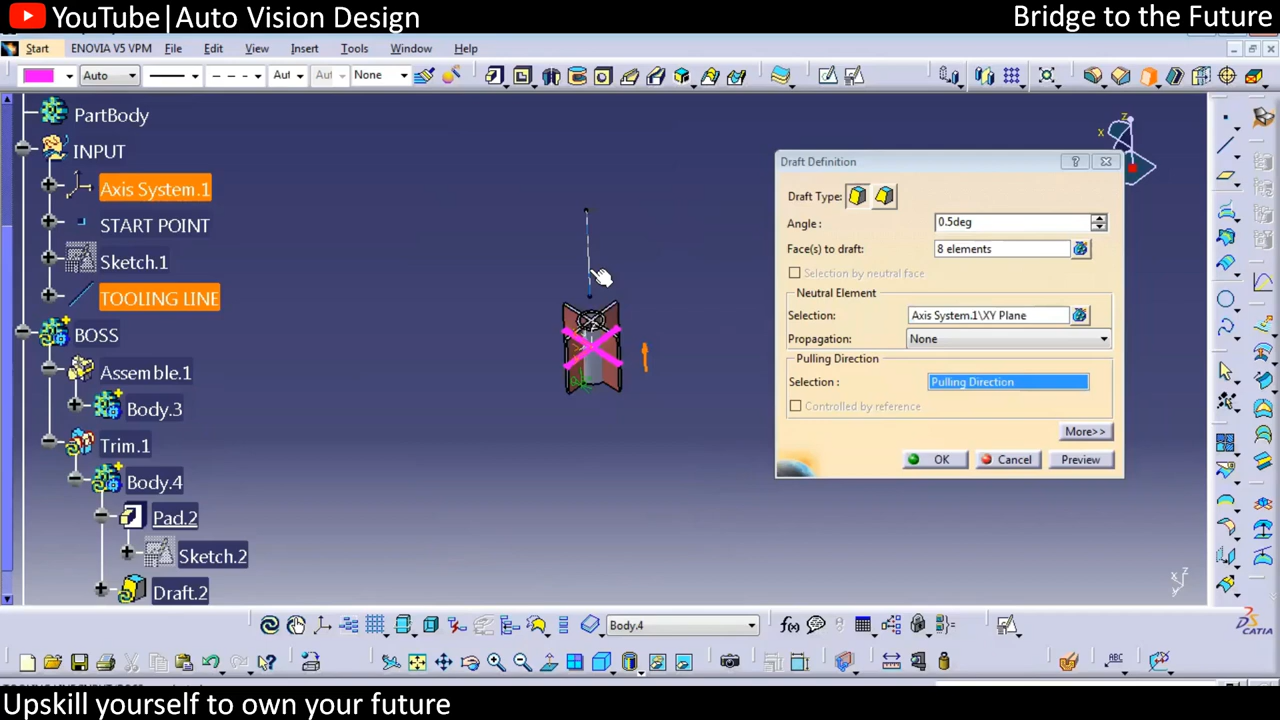 YouTube|Auto Vision Design
Bridge to the Future
Start
ENOVIA V5 VPM
File
Edit
View
Insert
Tools
Window
Help
Auto
Aut
Aut
None
PartBody
INPUT
Axis System.1
START POINT
Sketch.1
TOOLING LINE
BOSS
Assemble.1
Body.3
Trim.1
Body.4
Pad.2
Sketch.2
Draft.2
z
x
Draft Definition
?
Draft Type:
Angle :
0.5deg
Face(s) to draft:
8 elements
Selection by neutral face
Neutral Element
Selection:
Axis System.1\XY Plane
Propagation:
None
Pulling Direction
Selection :
Pulling Direction
Controlled by reference
More>>
OK
Cancel
Preview
x
z
y
Body.4
f(x)
ABC
CATIA
Upskill yourself to own your future